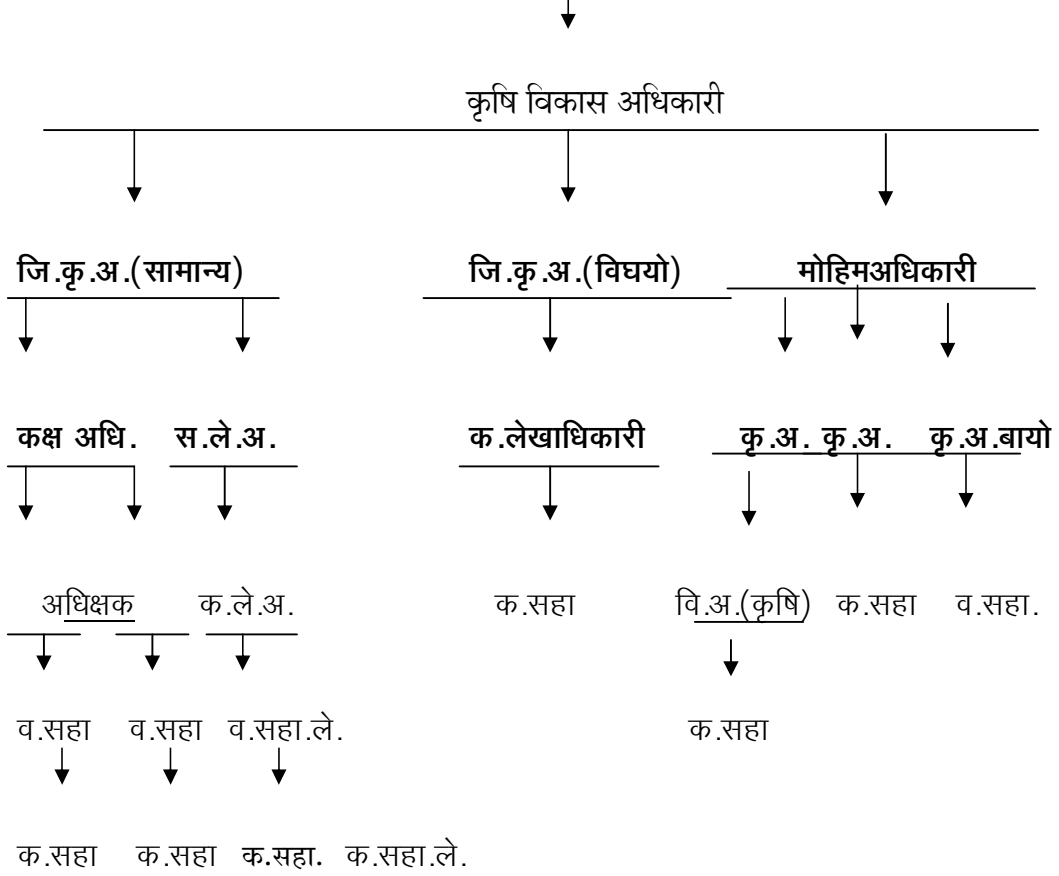 कृषि विकास अधिकारी
जि.कृ.अ.(सामान्य) जि.कृ.अ.(विघयो) मोहिमअधिकारी
कक्ष अधि. स.ले.अ. क.लेखाधिकारी कृ.अ. कृ.अ. कृ.अ.बायो
अधिक्षक क.ले.अ. क.सहा वि.अ.(कृषि) क.सहा व.सहा.
व.सहा व.सहा व.सहा.ले. क.सहा
क.सहा क.सहा क.सहा. क.सहा.ले.